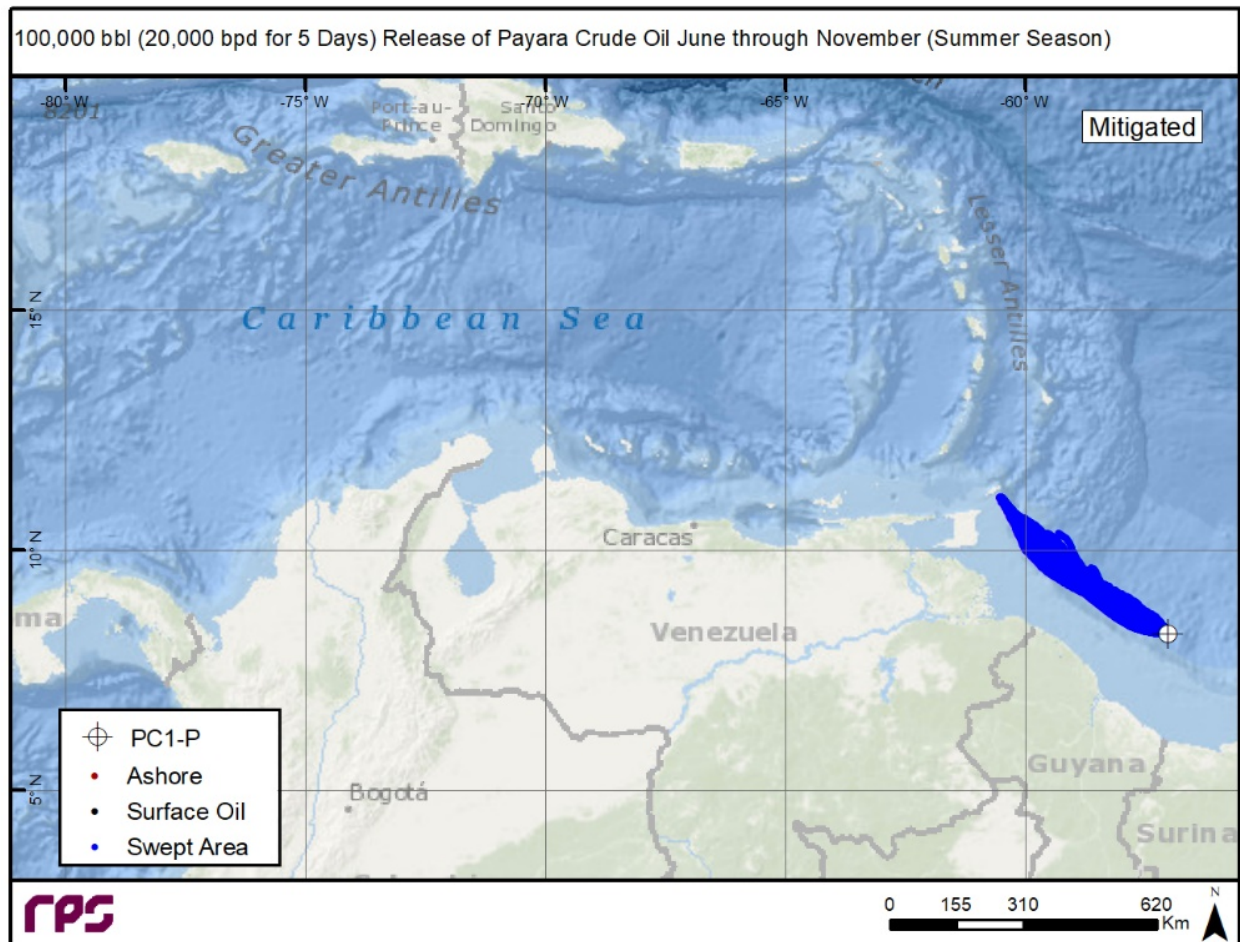 100,000 bbl (20,000 bpd for 5 Days) Release of Payara Crude Oil June through November (Summer Season)
-80° W
-75° W
-70° W
-65° W
-60° W
8201
Port-au-
Prince
Santo
Domingo
Mitigated
Greater Antilles
Lesser Antilles
15° N
Caribbean Sea
10° N
Caracas
ma
Venezuela
PC1-P
Ashore
Surface Oil
Swept Area
5° N
Bogotá
Guyana
Surina
rps
0 155 310 620
Km
N